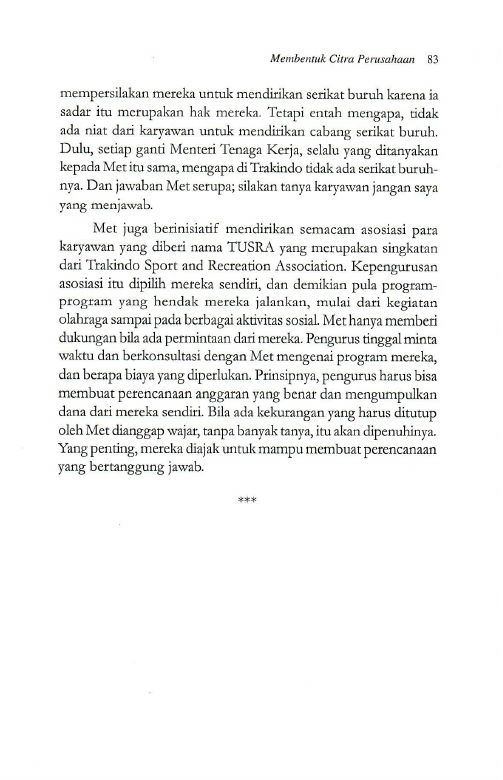 Membentuk Citra Perusahaan 83
mempersilakan mereka untuk mendirikan serikat buruh karena ia
sadar itu merupakan hak mereka. Tetapi entah mengapa, tidak
ada niat dari karyawan untuk mendirikan cabang serikat buruh.
Dulu, setiap ganti Menteri Tenaga Kerja, selalu yang ditanyakan
kepada Met itu sama, mengapa di Trakindo tidak ada serikat buruh-
nya. Dan jawaban Met serupa; silakan tanya karyawan jangan saya
yang menjawab.
Met juga berinisiatif mendirikan semacam asosiasi para
karyawan yang diberi nama TUSRA yang merupakan singkatan
dari Trakindo Sport and Recreation Association. Kepengurusan
asosiasi itu dipilih mereka sendiri, dan demikian pula program-
program yang hendak mereka jalankan, mulai dari kegiatan
olahraga sampai pada berbagai aktivitas sosial. Met hanya memberi
dukungan bila ada permintaan dari mereka. Pengurus tinggal minta
waktu dan berkonsultasi dengan Met mengenai program mereka,
dan berapa biaya yang diperlukan. Prinsipnya, pengurus harus bisa
membuat perencanaan anggaran yang benar dan mengumpulkan
dana dari mereka sendiri. Bila ada kekurangan yang harus ditutup
oleh Met dianggap wajar, tanpa banyak tanya, itu akan dipenuhinya.
Yang penting, mereka diajak untuk mampu membuat perencanaan
yang bertanggung jawab.
***